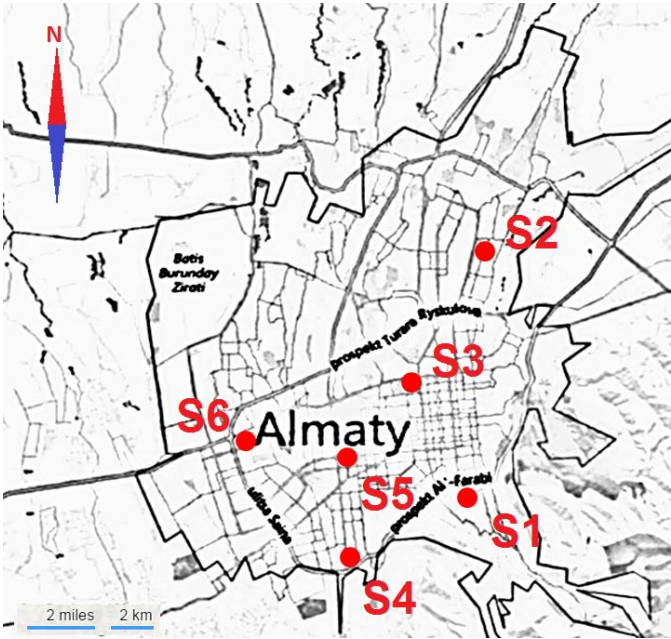 N
S2
Batis
Burunday
Zirati
prospekt Turara Ryskulova
S3
S6
Almaty
S5
ulitsa Saina
prospekt Al'-Farabi
S1
S4
2 miles 2 km